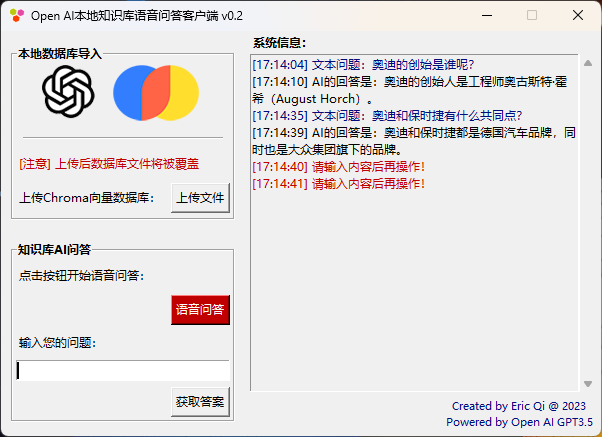 Open AI本地知识库语音问答客户端 v0.2
本地数据库导入
[注意] 上传后数据库文件将被覆盖
上传Chroma向量数据库：
上传文件
知识库AI问答
点击按钮开始语音问答：
语音问答
输入您的问题：
获取答案
系统信息：
[17:14:04] 文本问题：奥迪的创始是谁呢？
[17:14:10] AI的回答是：奥迪的创始人是工程师奥古斯特·霍
希（August Horch）。
[17:14:35] 文本问题：奥迪和保时捷有什么共同点？
[17:14:39] AI的回答是：奥迪和保时捷都是德国汽车品牌，同
时也是大众集团旗下的品牌。
[17:14:40] 请输入内容后再操作！
[17:14:41] 请输入内容后再操作！
Created by Eric Qi @ 2023
Powered by Open AI GPT3.5